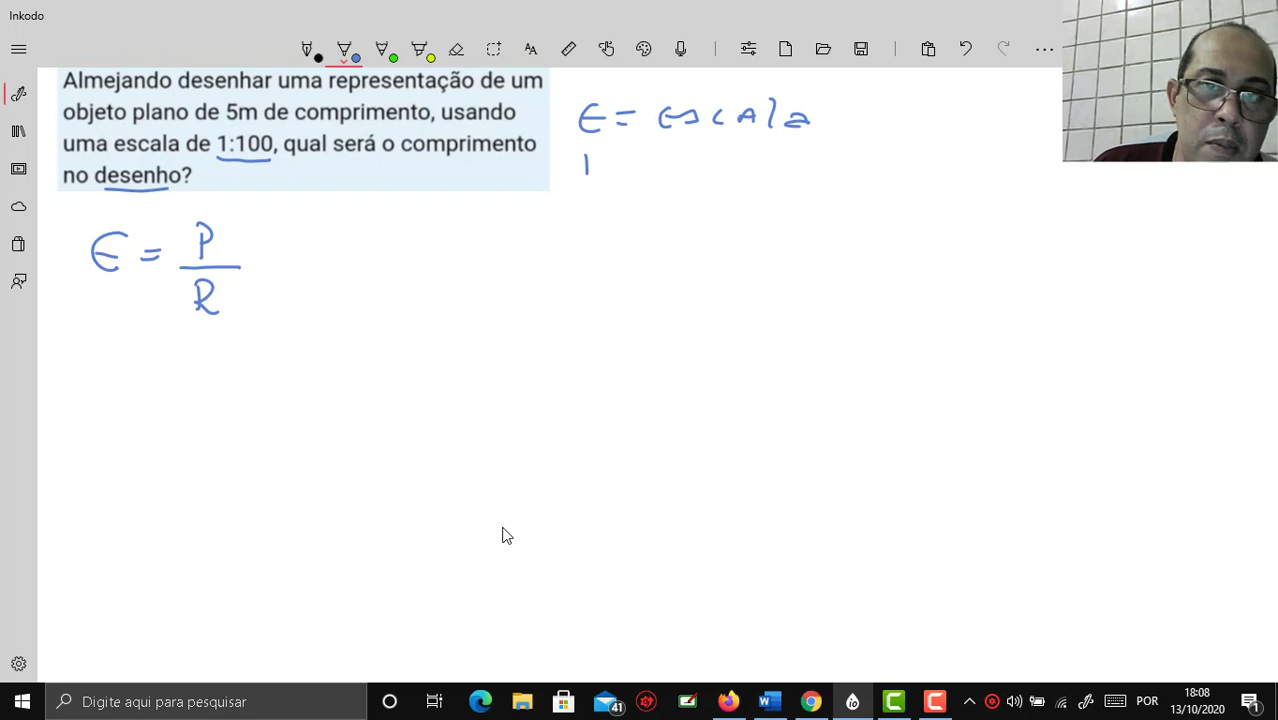 Inkodo
Almejando desenhar uma representação de um
objeto plano de 5m de comprimento, usando
uma escala de 1:100, qual será o comprimento
no desenho?
E = escala
E = P
R
Digite aqui para pesquisar
41
POR
18:08
13/10/2020
1